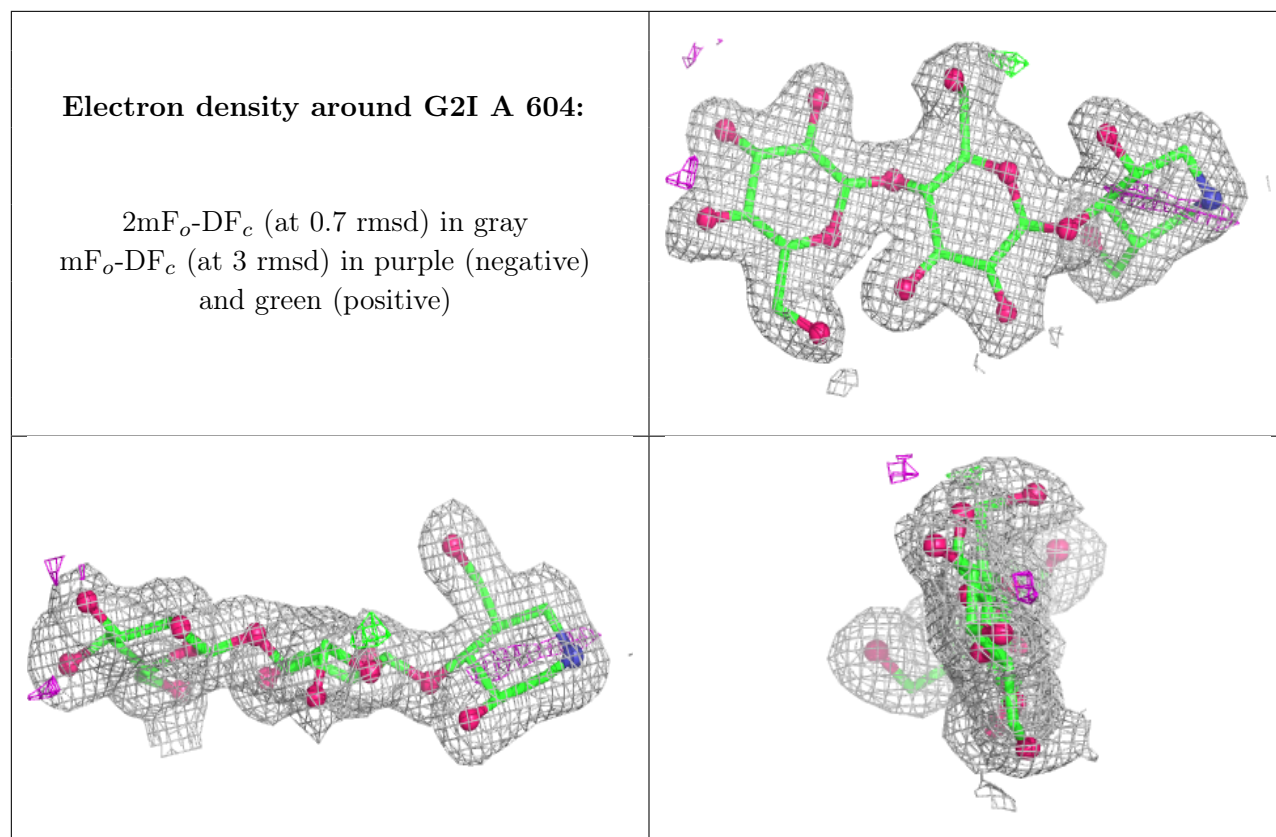 Electron density around G2I A 604:
2mFₒ-DF𝒸 (at 0.7 rmsd) in gray
mFₒ-DF𝒸 (at 3 rmsd) in purple (negative)
and green (positive)